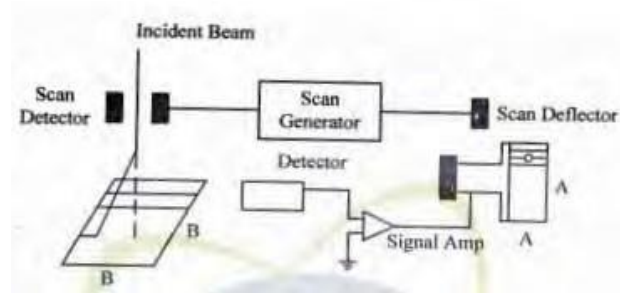 Incident Beam
Scan
Detector
Scan
Generator
Scan Deflector
Detector
Signal Amp
A
A
B
B